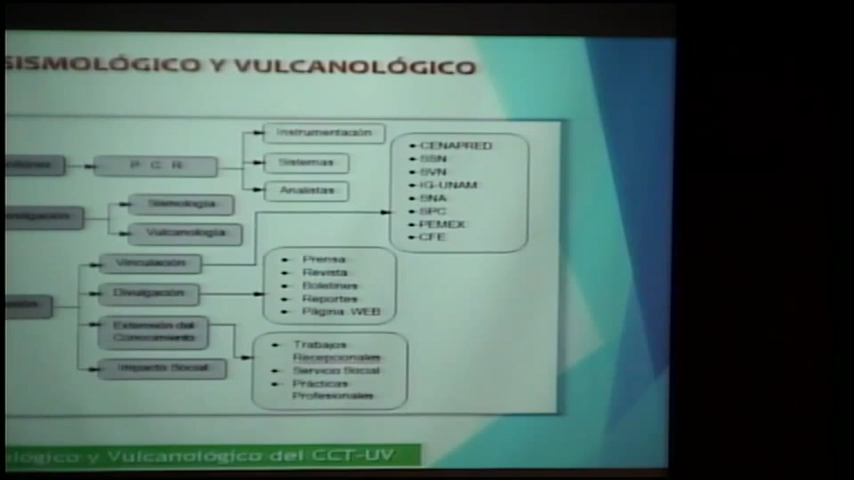 SISMOLÓGICO Y VULCANOLÓGICO
Instrumentación
P. C. R.
Sistemas
Analistas
Sismología
Vulcanología
• CENAPRED
• SSN
• SVN
• IG-UNAM
• SNA
• SPC
• PEMEX
• CFE
Vinculación
Divulgación
Extensión del
Conocimiento
Impacto Social
• Prensa
• Revista
• Boletines
• Reportes
• Página WEB
• Trabajos
Recepcionales
• Servicio Social
• Prácticas
Profesionales
ológico y Vulcanológico del CCT-UV